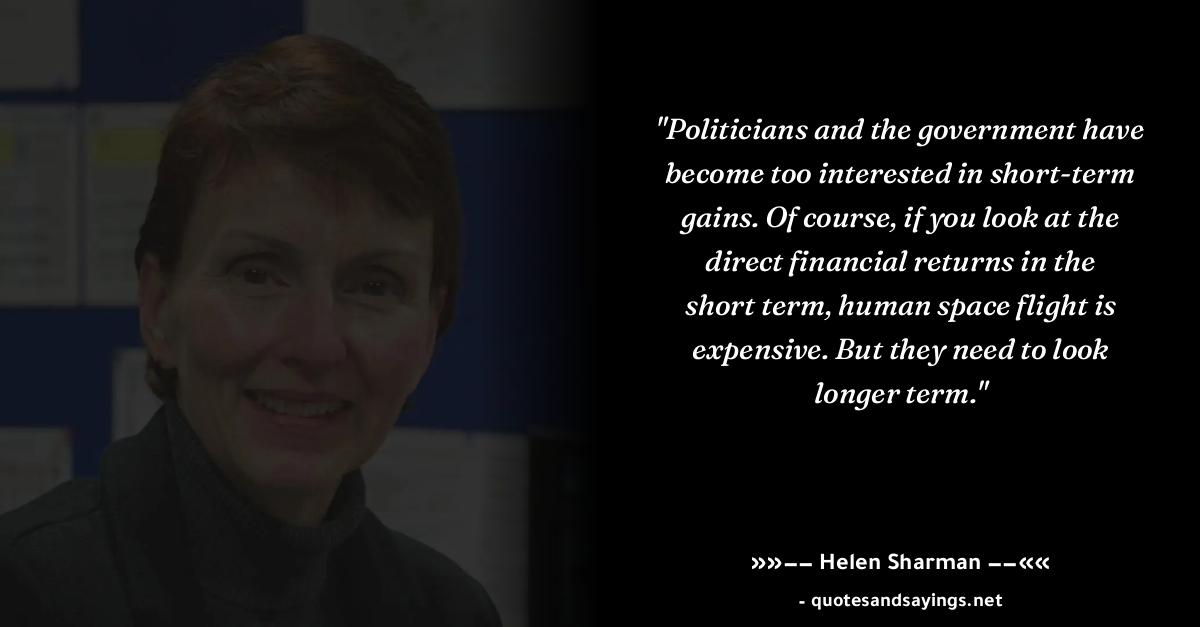 "Politicians and the government have
become too interested in short-term
gains. Of course, if you look at the
direct financial returns in the
short term, human space flight is
expensive. But they need to look
longer term."
»»−− Helen Sharman −−««
- quotesandsayings.net